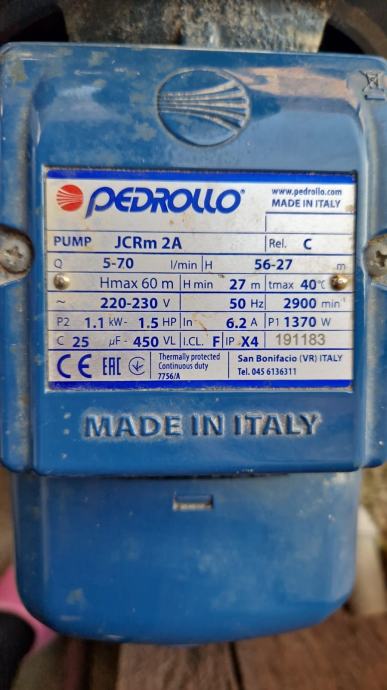 PEDROLLO® www.pedrollo.com
MADE IN ITALY
PUMP JCRm 2A Rel. C
Q 5-70 l/min H 56-27 m
Hmax 60 m H min 27 m tmax 40°C
~ 220-230 V 50 Hz 2900 min⁻¹
P2 1.1 kW- 1.5 HP In 6.2 A P1 1370 W
C 25 µF- 450 VL I.CL. F IP X4 191183
CE EAC Thermally protected
Continuous duty
7756/A
San Bonifacio (VR) ITALY
Tel. 045 6136311
MADE IN ITALY